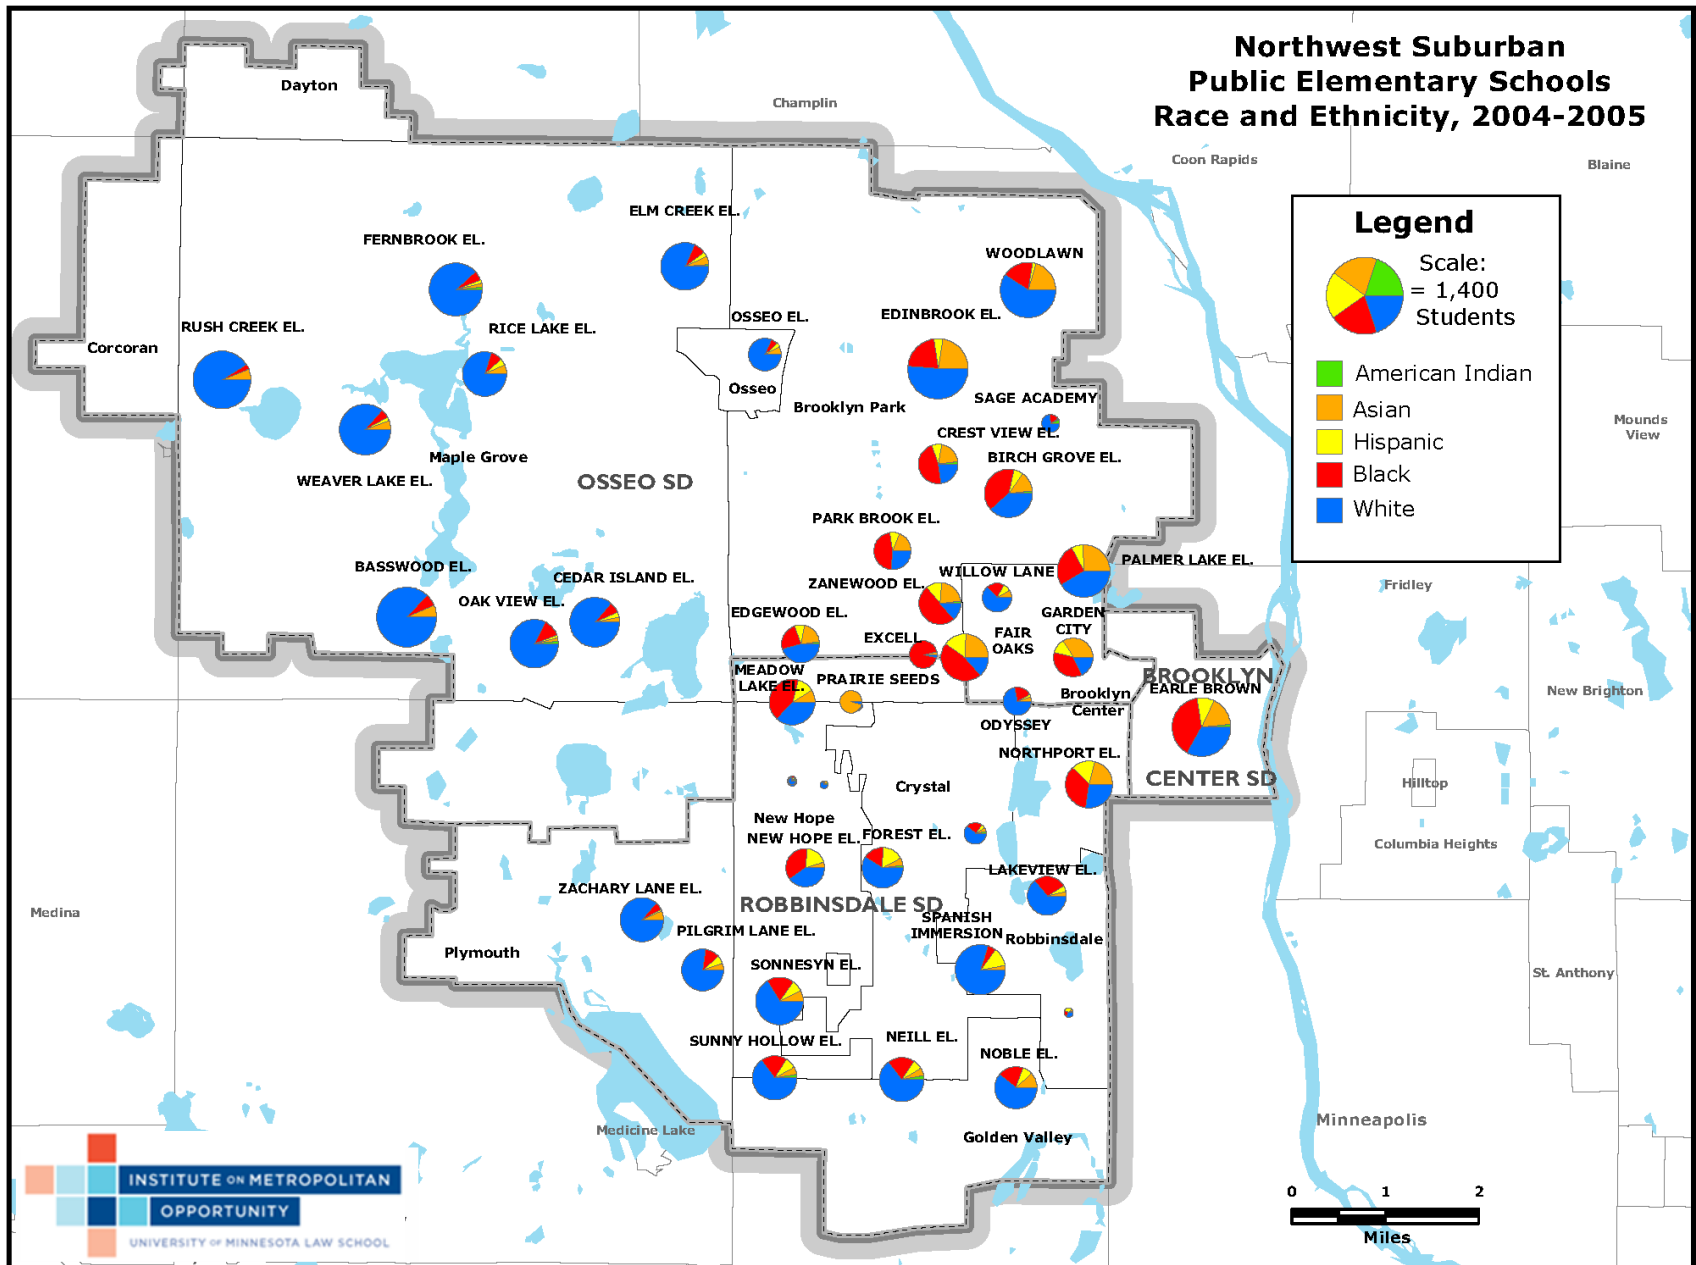 Northwest Suburban
Public Elementary Schools
Race and Ethnicity, 2004-2005
Dayton
Champlin
Coon Rapids
Blaine
Legend
Scale:
= 1,400
Students
American Indian
Asian
Hispanic
Black
White
ELM CREEK EL.
FERNBROOK EL.
WOODLAWN
RUSH CREEK EL.
RICE LAKE EL.
OSSEO EL.
EDINBROOK EL.
Corcoran
Osseo
Brooklyn Park
SAGE ACADEMY
Mounds
View
CREST VIEW EL.
Maple Grove
BIRCH GROVE EL.
WEAVER LAKE EL.
OSSEO SD
PARK BROOK EL.
BASSWOOD EL.
CEDAR ISLAND EL.
WILLOW LANE
PALMER LAKE EL.
ZANEWOOD EL.
Fridley
OAK VIEW EL.
EDGEWOOD EL.
GARDEN
CITY
EXCELL
FAIR
OAKS
MEADOW
LAKE EL.
PRAIRIE SEEDS
BROOKLYN
EARLE BROWN
New Brighton
Brooklyn
Center
ODYSSEY
NORTHPORT EL.
CENTER SD
Crystal
Hilltop
New Hope
NEW HOPE EL.
FOREST EL.
Columbia Heights
LAKEVIEW EL.
ZACHARY LANE EL.
ROBBINSDALE SD
Medina
SPANISH
IMMERSION
PILGRIM LANE EL.
Robbinsdale
Plymouth
SONNESYN EL.
St. Anthony
SUNNY HOLLOW EL.
NEILL EL.
NOBLE EL.
Medicine Lake
Golden Valley
Minneapolis
INSTITUTE ON METROPOLITAN
OPPORTUNITY
UNIVERSITY OF MINNESOTA LAW SCHOOL
0 1 2
Miles